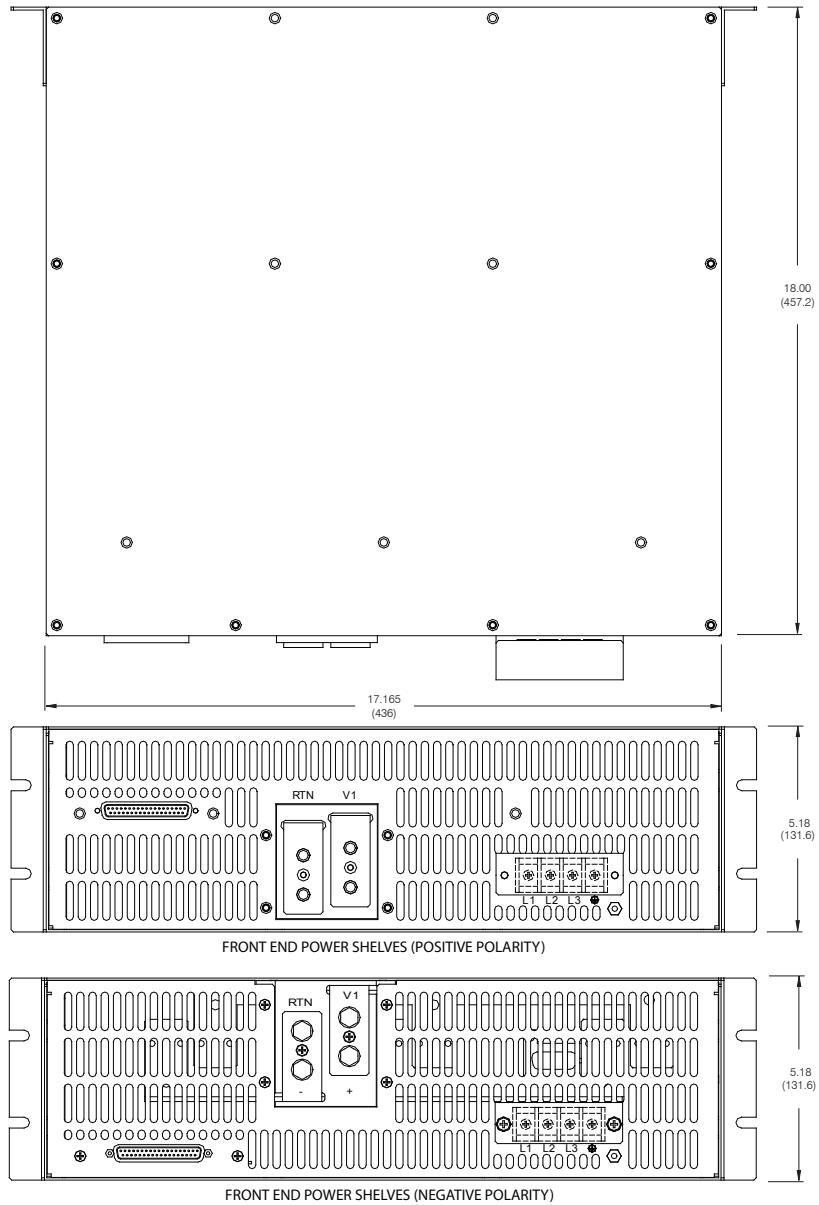 18.00
(457.2)
17.165
(436)
RTN V1
5.18
(131.6)
L1 L2 L3
FRONT END POWER SHELVES (POSITIVE POLARITY)
RTN V1
5.18
(131.6)
- +
L1 L2 L3
FRONT END POWER SHELVES (NEGATIVE POLARITY)